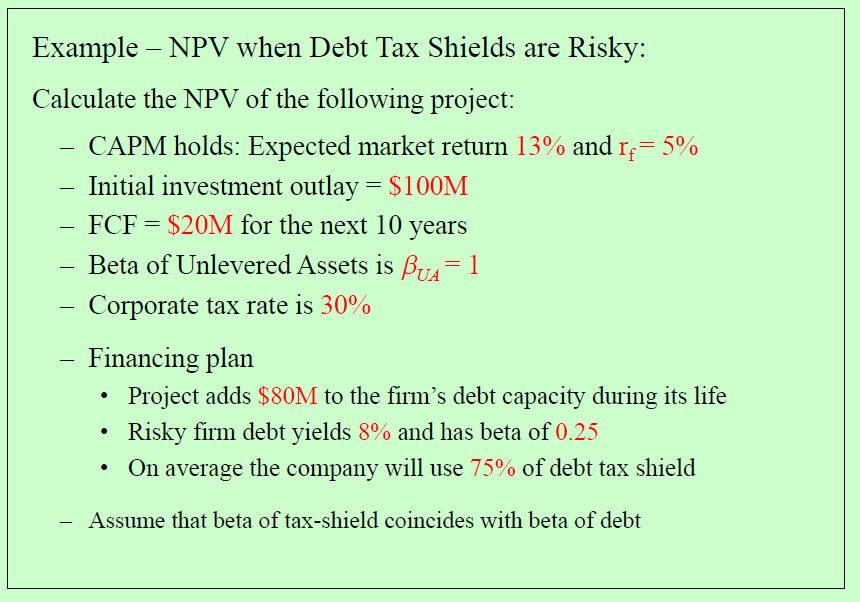 Example – NPV when Debt Tax Shields are Risky:
Calculate the NPV of the following project:
– CAPM holds: Expected market return 13% and rf = 5%
– Initial investment outlay = $100M
– FCF = $20M for the next 10 years
– Beta of Unlevered Assets is βUA = 1
– Corporate tax rate is 30%
– Financing plan
• Project adds $80M to the firm’s debt capacity during its life
• Risky firm debt yields 8% and has beta of 0.25
• On average the company will use 75% of debt tax shield
– Assume that beta of tax-shield coincides with beta of debt